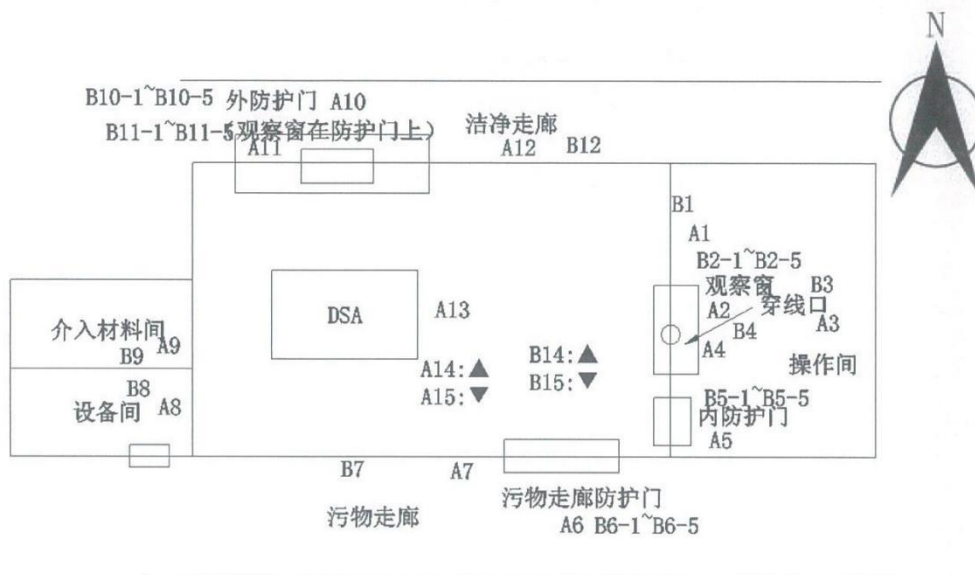 N
B10-1~B10-5 外防护门 A10
B11-1~B11-5(观察窗在防护门上)
A11
洁净走廊
A12 B12
B1
A1
B2-1~B2-5
观察窗 B3
A2 穿线口
A3
B4
A4
操作间
DSA
A13
介入材料间
A9
B9
B8
设备间 A8
A14:▲
A15:▼
B14:▲
B15:▼
B5-1~B5-5
内防护门
A5
B7 A7
污物走廊
污物走廊防护门
A6 B6-1~B6-5